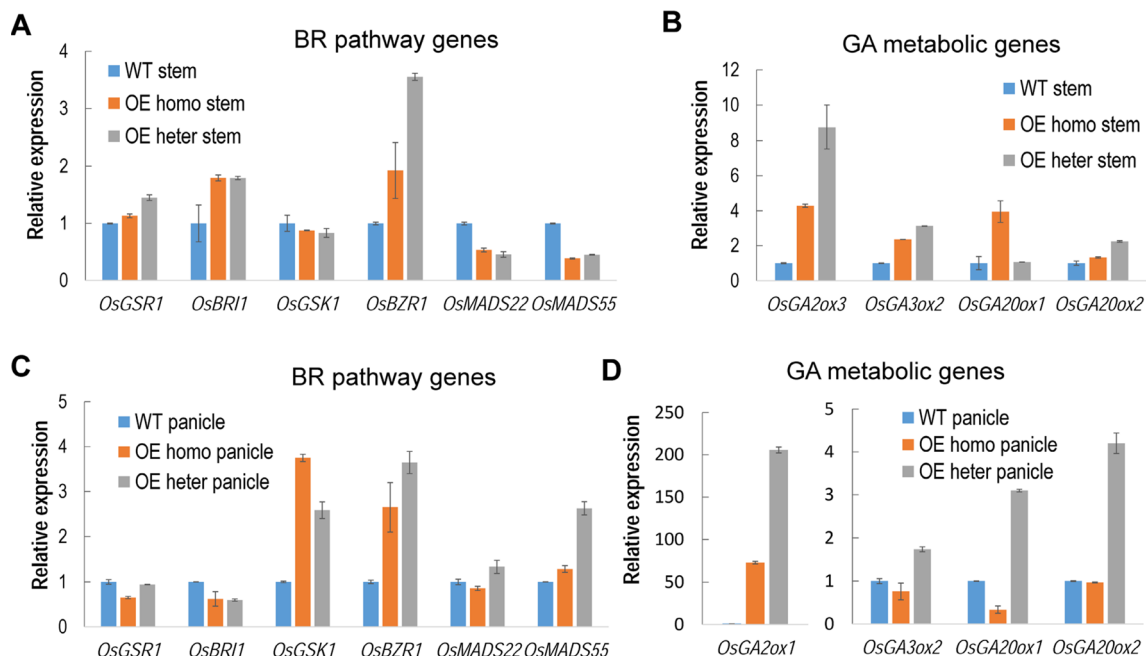 A
BR pathway genes
Relative expression
4
3
2
1
0
WT stem
OE homo stem
OE heter stem
OsGSR1 OsBRI1 OsGSK1 OsBZR1 OsMADS22 OsMADS55
B
GA metabolic genes
Relative expression
12
10
8
6
4
2
0
WT stem
OE homo stem
OE heter stem
OsGA2ox3 OsGA3ox2 OsGA20ox1 OsGA20ox2
C
BR pathway genes
Relative expression
5
4
3
2
1
0
WT panicle
OE homo panicle
OE heter panicle
OsGSR1 OsBRI1 OsGSK1 OsBZR1 OsMADS22 OsMADS55
D
GA metabolic genes
Relative expression
250
200
150
100
50
0
OsGA2ox1
5
4
3
2
1
0
WT panicle
OE homo panicle
OE heter panicle
OsGA3ox2 OsGA20ox1 OsGA20ox2